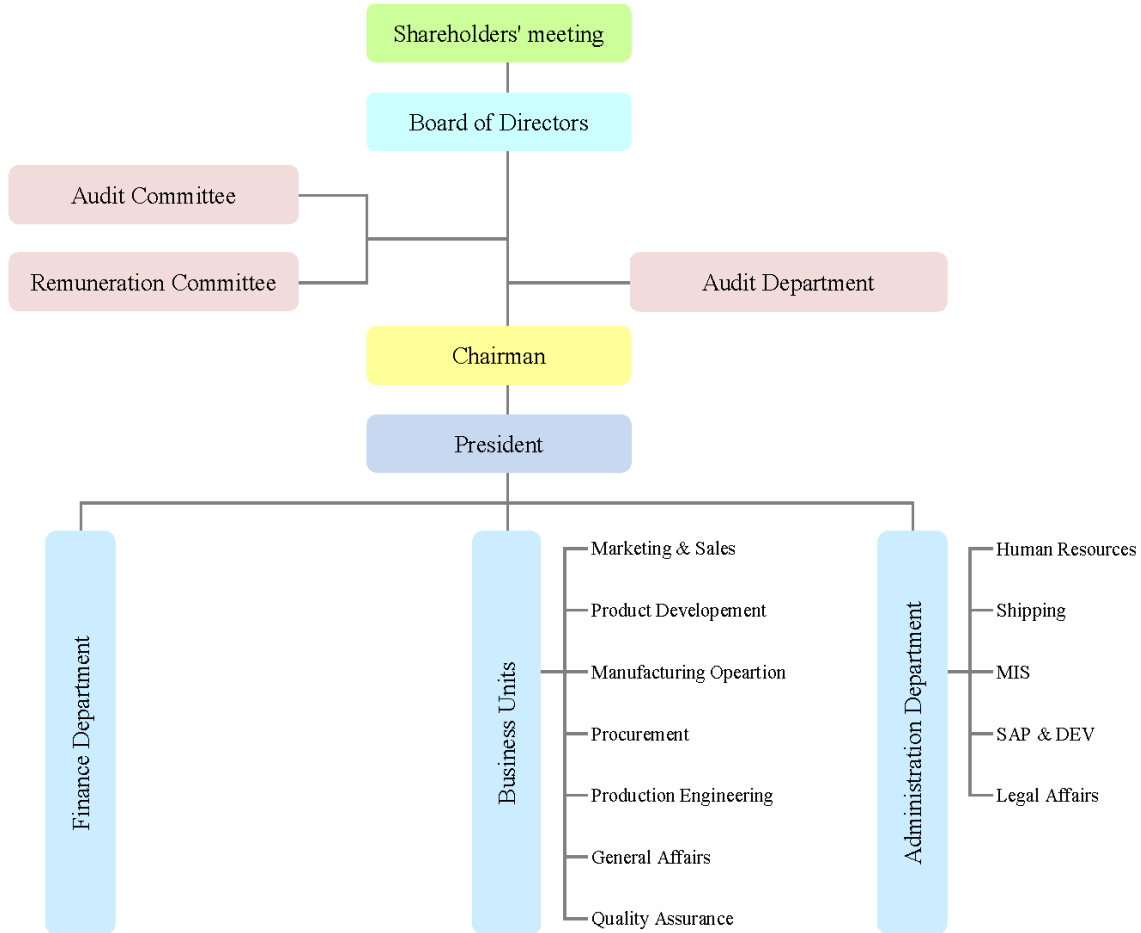 Shareholders' meeting
Board of Directors
Audit Committee
Remuneration Committee
Audit Department
Chairman
President
Finance Department
Business Units
Marketing & Sales
Product Developement
Manufacturing Opeartion
Procurement
Production Engineering
General Affairs
Quality Assurance
Administration Department
Human Resources
Shipping
MIS
SAP & DEV
Legal Affairs